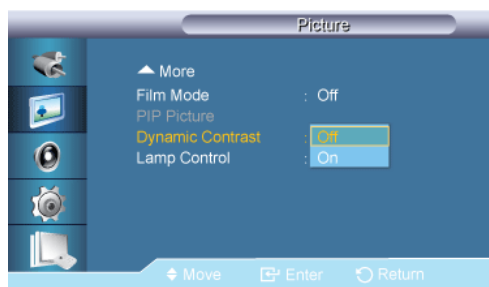 Picture
More
Film Mode : Off
PIP Picture
Dynamic Contrast : Off
Lamp Control : On
Move Enter Return